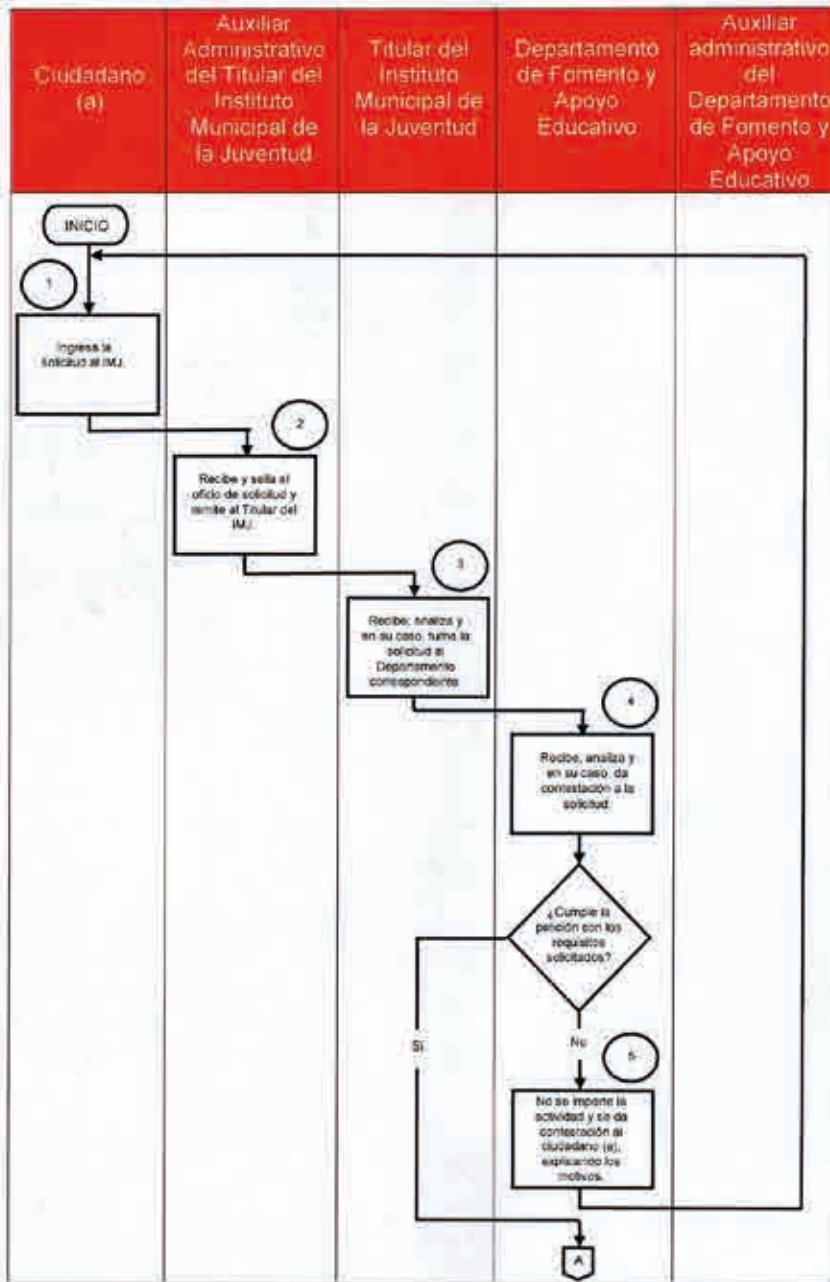 Ciudadano
(a)
Auxiliar
Administrativo
del Titular del
Instituto
Municipal de
la Juventud
Titular del
Instituto
Municipal de
la Juventud
Departamento
de Fomento y
Apoyo
Educativo
Auxiliar
administrativo
del
Departamento
de Fomento y
Apoyo
Educativo
INICIO
1
Ingresa la
solicitud al IMJ.
2
Recibe y sella el
oficio de solicitud y
remite al Titular del
IMJ.
3
Recibe, analiza y
en su caso, turna la
solicitud al
Departamento
correspondiente
4
Recibe, analiza y
en su caso, da
contestación a la
solicitud.
¿Cumple la
petición con los
requisitos
solicitados?
Si
No
5
No se imparte la
actividad y se da
contestación al
ciudadano (a),
explicando los
motivos.
A